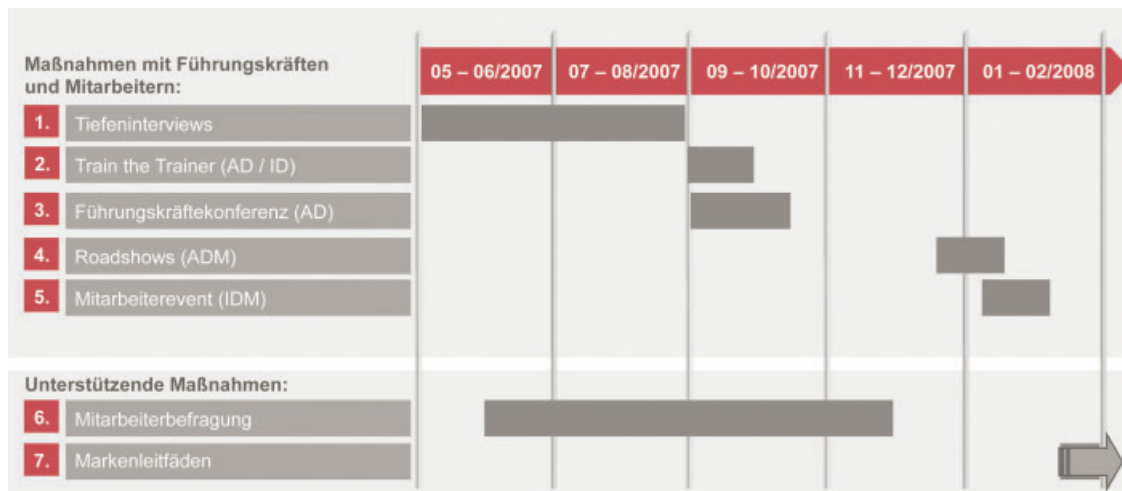 Maßnahmen mit Führungskräften
und Mitarbeitern:
05 – 06/2007
07 – 08/2007
09 – 10/2007
11 – 12/2007
01 – 02/2008
1. Tiefeninterviews
2. Train the Trainer (AD / ID)
3. Führungskräftekonferenz (AD)
4. Roadshows (ADM)
5. Mitarbeiterevent (IDM)
Unterstützende Maßnahmen:
6. Mitarbeiterbefragung
7. Markenleitfäden